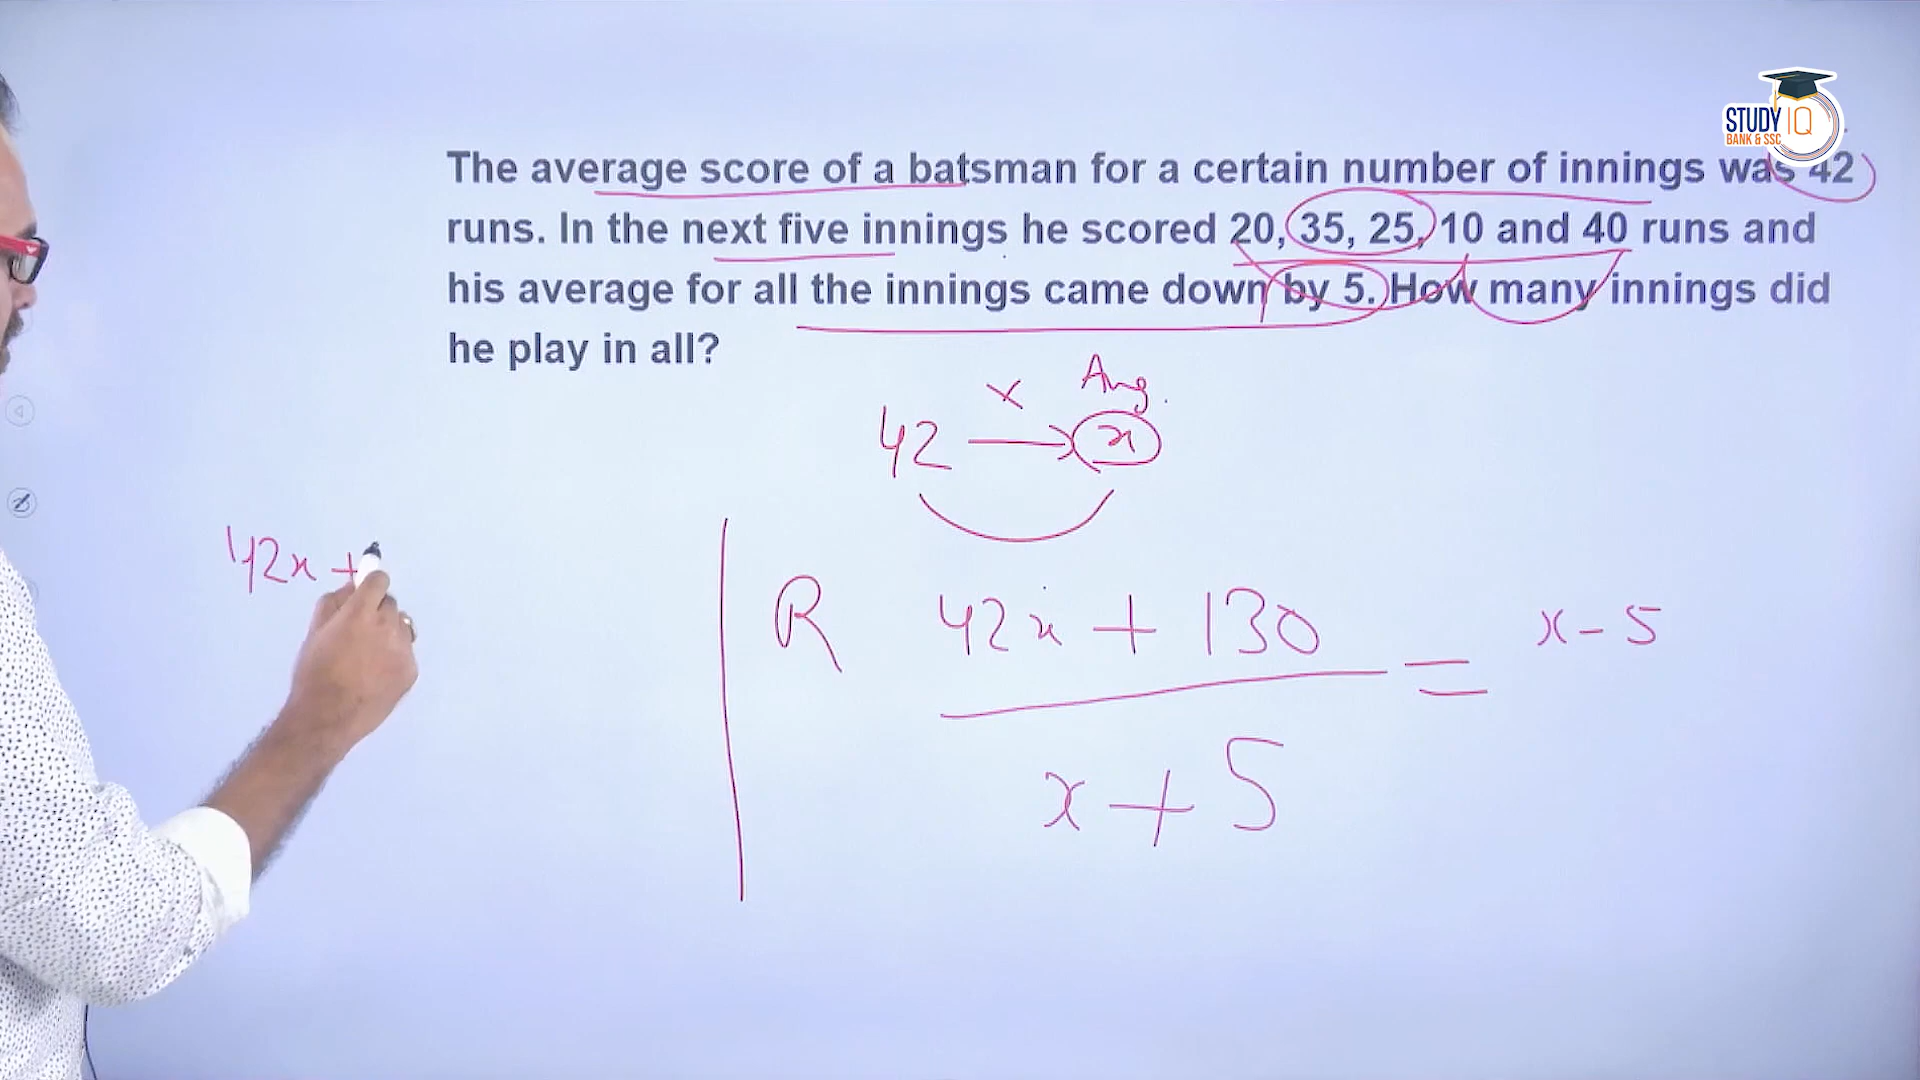 STUDY IQ
BANK & SSC
The average score of a batsman for a certain number of innings was 42
runs. In the next five innings he scored 20, 35, 25, 10 and 40 runs and
his average for all the innings came down by 5. How many innings did
he play in all?
x Avg.
42 → x
42x +
R 42x + 130 = x - 5
x + 5